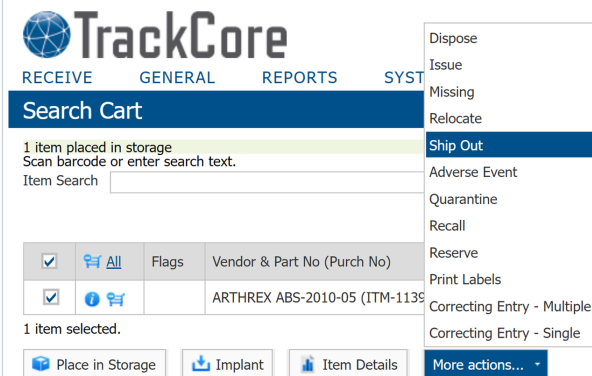 TrackCore
RECEIVE GENERAL REPORTS SYST
Search Cart
1 item placed in storage
Scan barcode or enter search text.
Item Search
All Flags Vendor & Part No (Purch No)
ARTHREX ABS-2010-05 (ITM-1139
1 item selected.
Place in Storage Implant Item Details More actions...
Dispose
Issue
Missing
Relocate
Ship Out
Adverse Event
Quarantine
Recall
Reserve
Print Labels
Correcting Entry - Multiple
Correcting Entry - Single